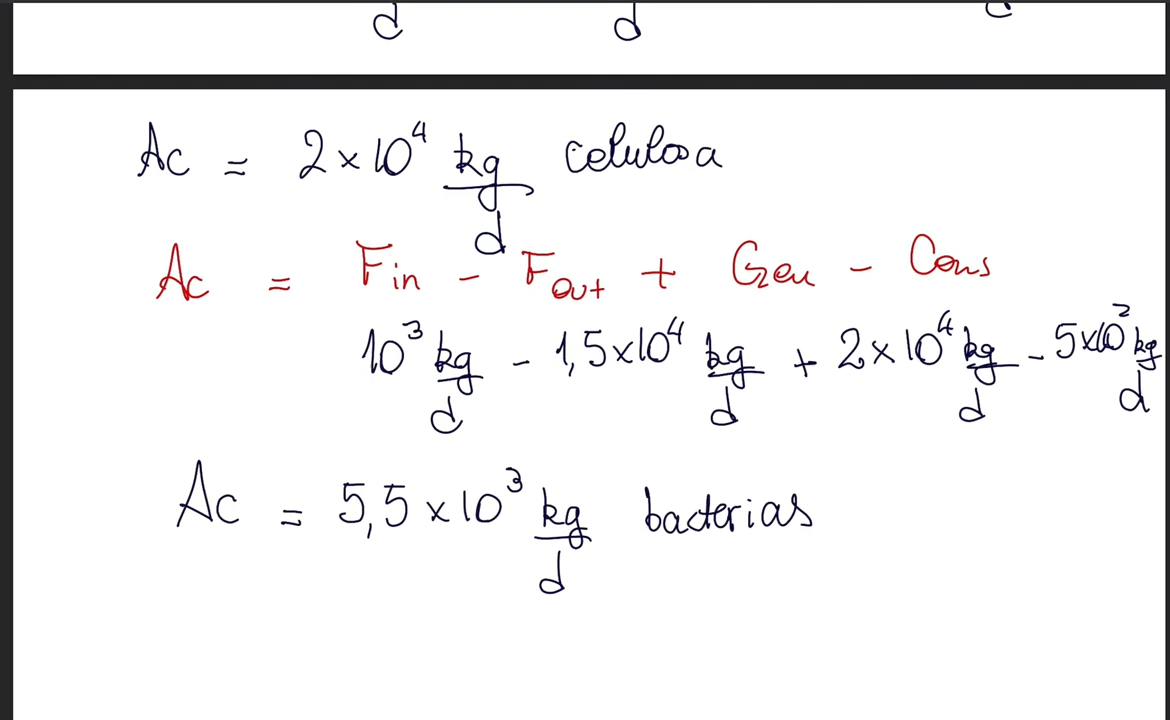 d d c
Ac = 2×10⁴ kg/d celulosa
Ac = Fin - Fout + Gen - Cons
10³ kg/d - 1,5×10⁴ kg/d + 2×10⁴ kg/d - 5×10² kg/d
Ac = 5,5×10³ kg/d bacterias